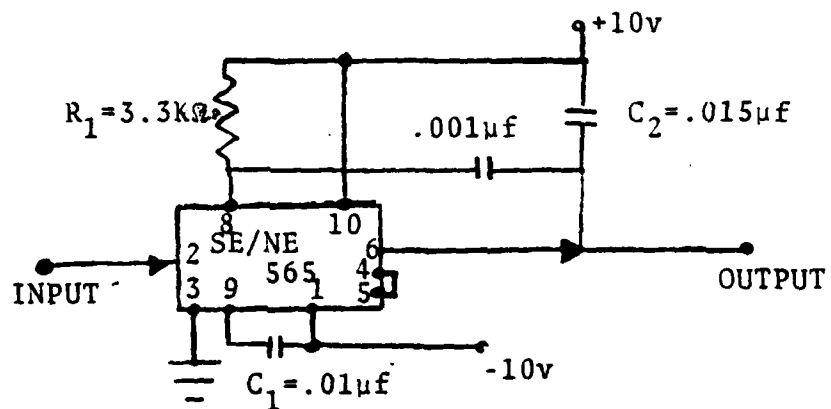 +10v
R1=3.3kΩ
.001μf
C2=.015μf
8 10
SE/NE
2 6
565 4
3 9 1 5
INPUT
OUTPUT
-10v
C1=.01μf